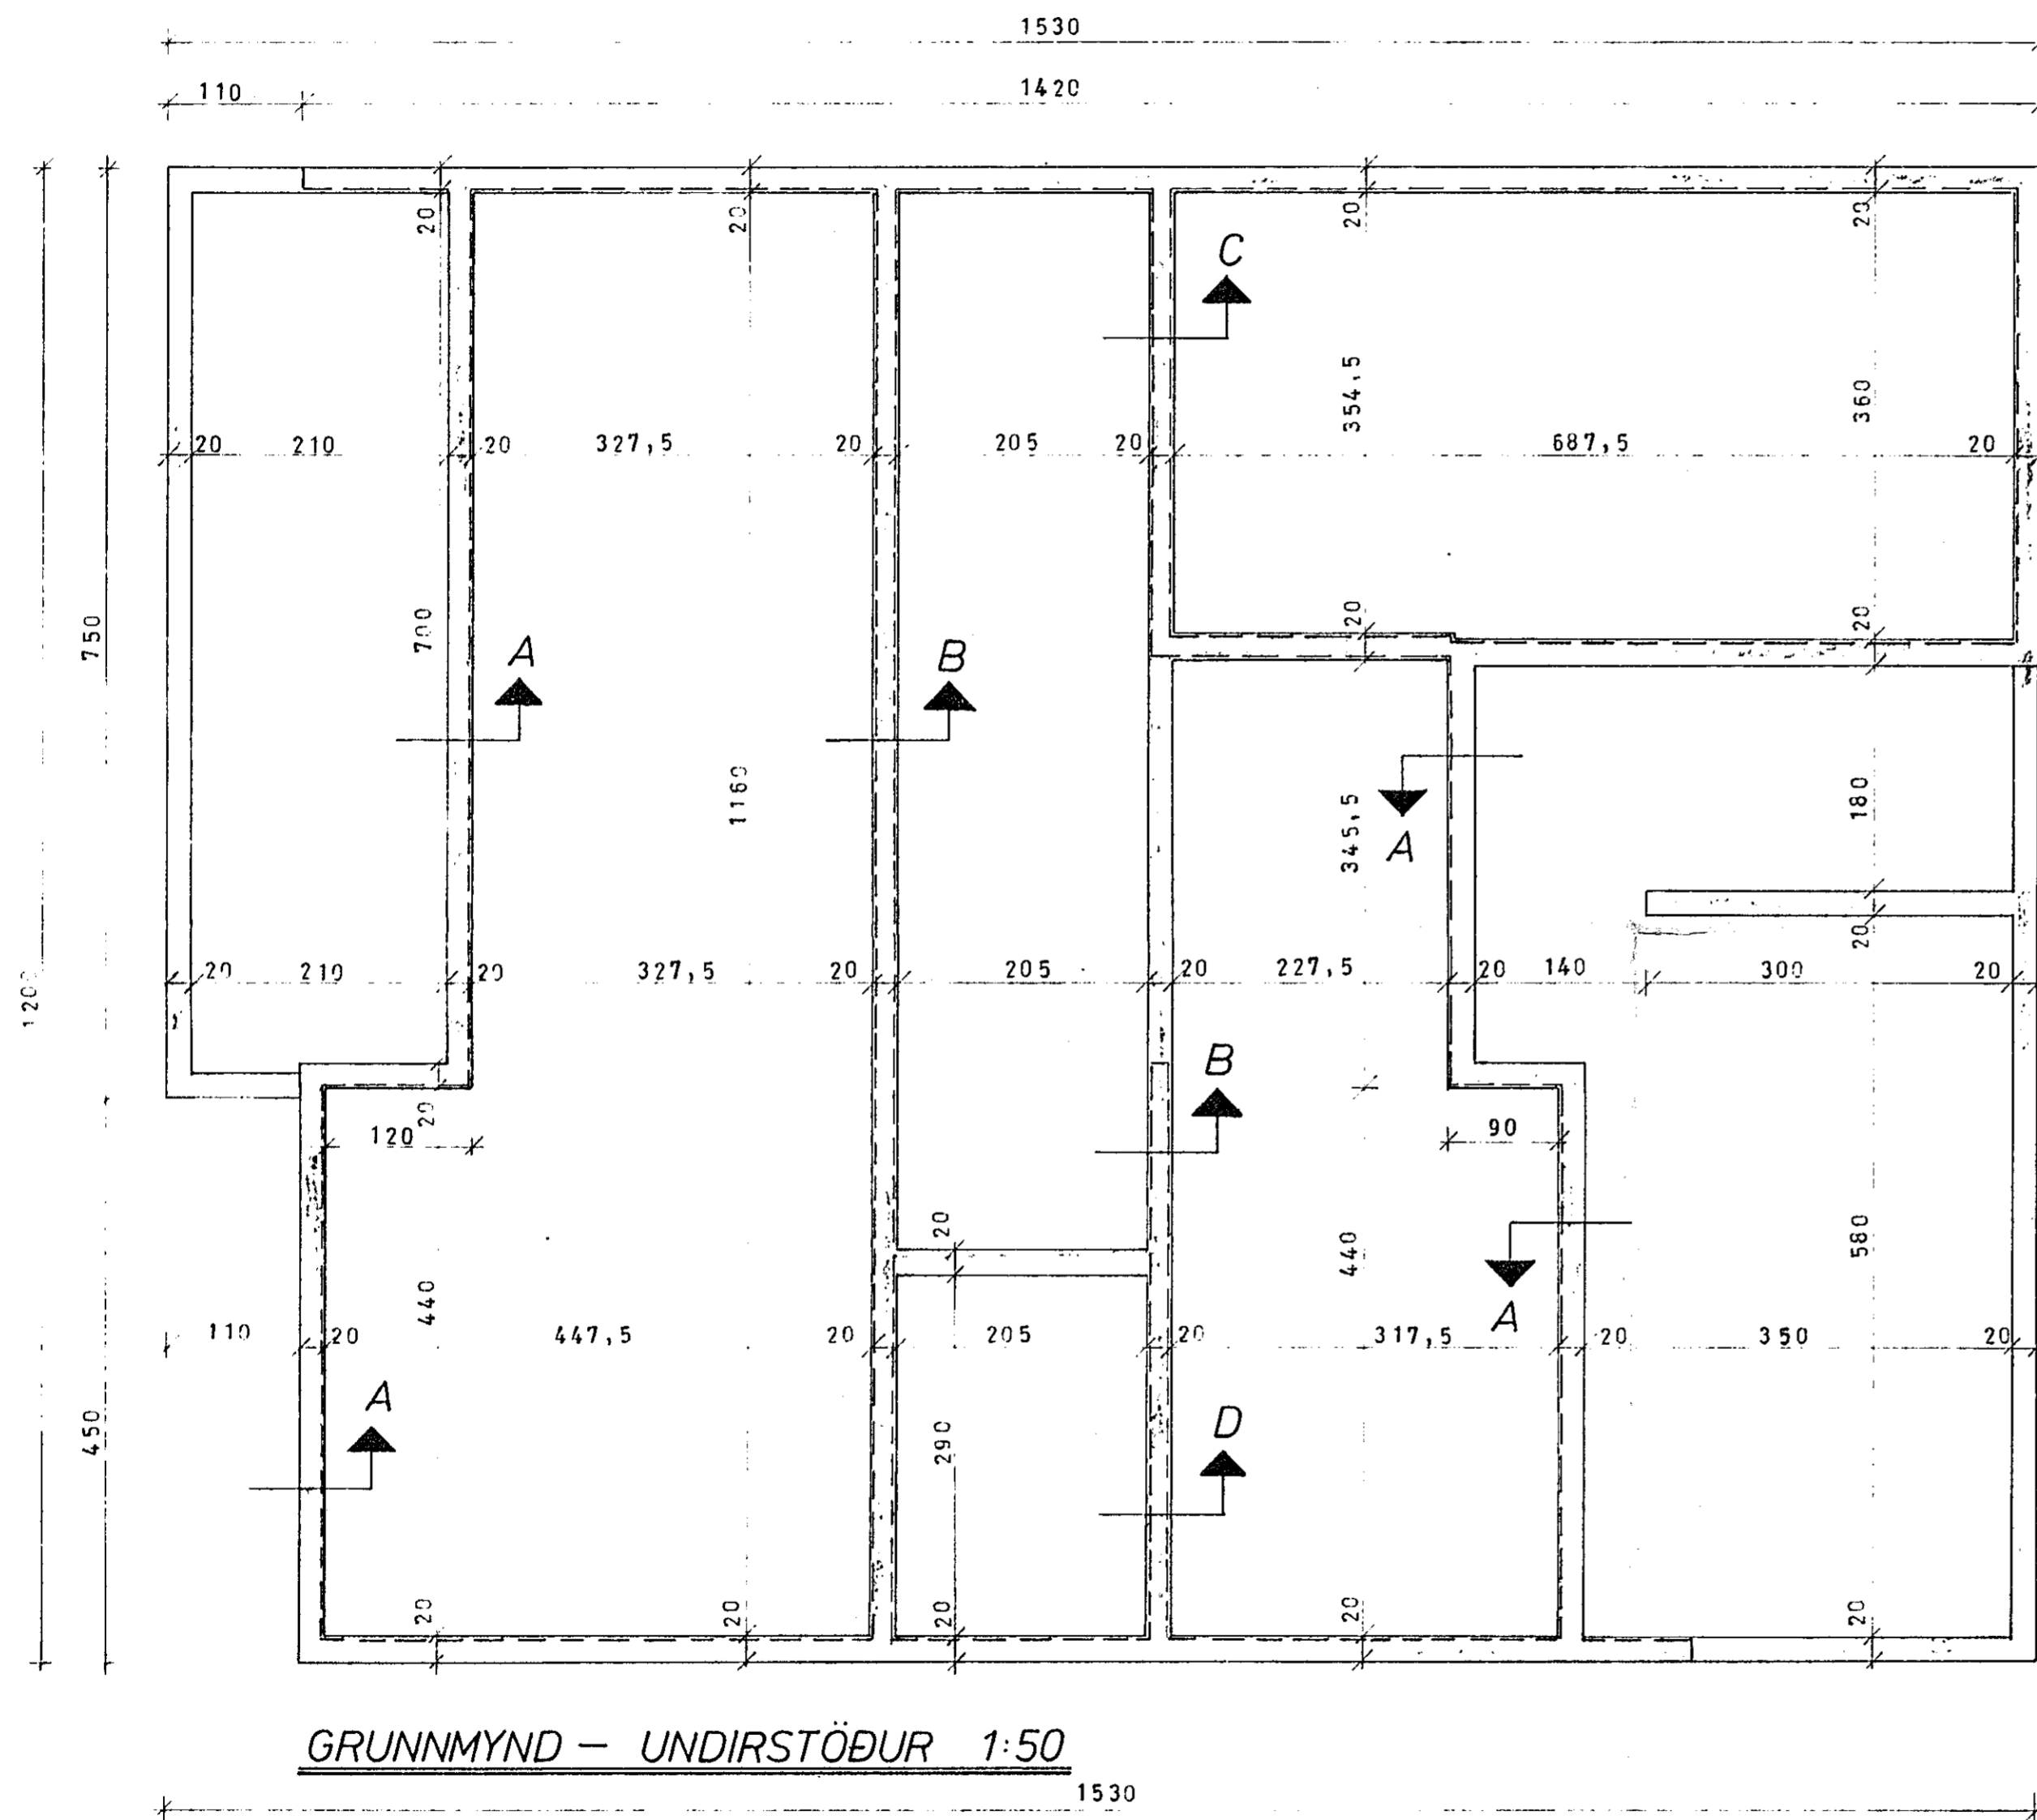 1530
110 1420
20 20 20 20
C
354,5 360
20 210 20 327,5 20 205 20 687,5 20
20 20
750 700 A B
1160 345,5 180
A
20
1200 20 210 20 327,5 20 205 20 227,5 20 140 300 20
B
20 120 90
20
440 440 580
110 20 447,5 20 205 20 317,5 A 20 350 20
450 A 290 D
20 20 20 20 20
GRUNNMYND – UNDIRSTÖÐUR 1:50
1530